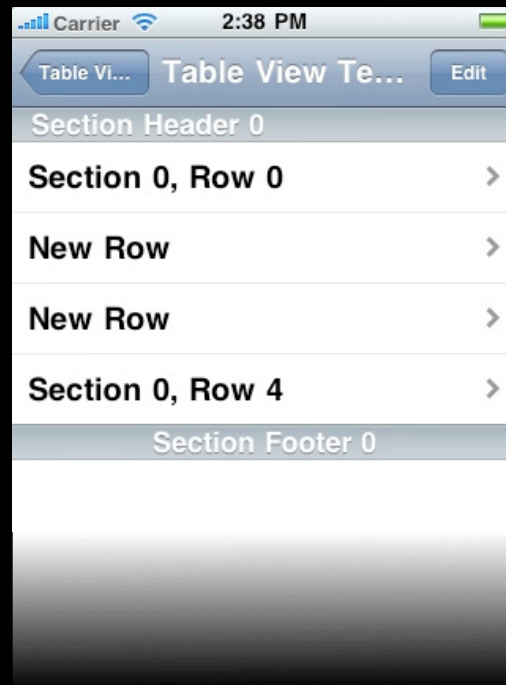 Carrier 2:38 PM
Table Vi... Table View Te... Edit
Section Header 0
Section 0, Row 0
New Row
New Row
Section 0, Row 4
Section Footer 0